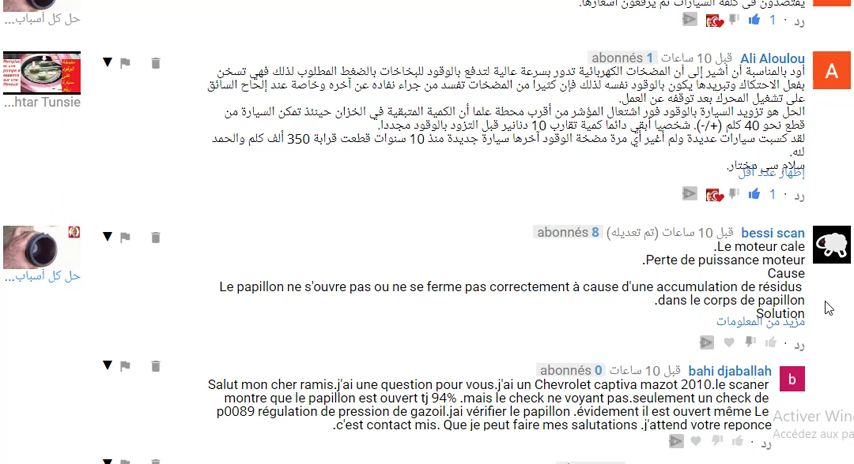 يقتصدون في كلفة السيارات ثم يرفعون أسعارها.
حل كل أسباب...
رد · 1
Ali Aloulou قبل 10 ساعات 1 abonnés
A
أود بالمناسبة أن أشير إلى أن المضخات الكهربائية تدور بسرعة عالية لتدفع بالوقود للبخاخات بالضغط المطلوب لذلك فهي تسخن
بفعل الاحتكاك وتبريدها يكون بالوقود نفسه لذلك فإن كثيرا من المضخات تفسد من جراء نفاده عن آخره وخاصة عند إلحاح السائق
على تشغيل المحرك بعد توقفه عن العمل.
الحل هو تزويد السيارة بالوقود فور اشتعال المؤشر من أقرب محطة علما أن الكمية المتبقية في الخزان حينئذ تمكن السيارة من
قطع نحو 40 كلم (+/-). شخصيا أبقي دائما كمية تقارب 10 دنانير قبل التزود بالوقود مجددا.
لقد كسبت سيارات عديدة ولم أغير أي مرة مضخة الوقود آخرها سيارة جديدة منذ 10 سنوات قطعت قرابة 350 ألف كلم والحمد
لله.
سلام سي مختار.
إظهار عدد أقل
...htar Tunsie
رد · 1
bessi scan قبل 10 ساعات (تم تعديله) 8 abonnés
Le moteur cale.
Perte de puissance moteur.
Cause
Le papillon ne s'ouvre pas ou ne se ferme pas correctement à cause d'une accumulation de résidus
dans le corps de papillon.
Solution
مزيد من المعلومات
حل كل أسباب...
رد ·
bahi djaballah قبل 10 ساعات 0 abonnés
b
Salut mon cher ramis.j'ai une question pour vous.j'ai un Chevrolet captiva mazot 2010.le scaner
montre que le papillon est ouvert tj 94% .mais le check ne voyant pas.seulement un check de
p0089 régulation de pression de gazoil.jai vérifier le papillon .évidement il est ouvert même Le
c'est contact mis. Que je peut faire mes salutations .j'attend votre reponce.
رد ·
Activer Win
Accédez aux pa